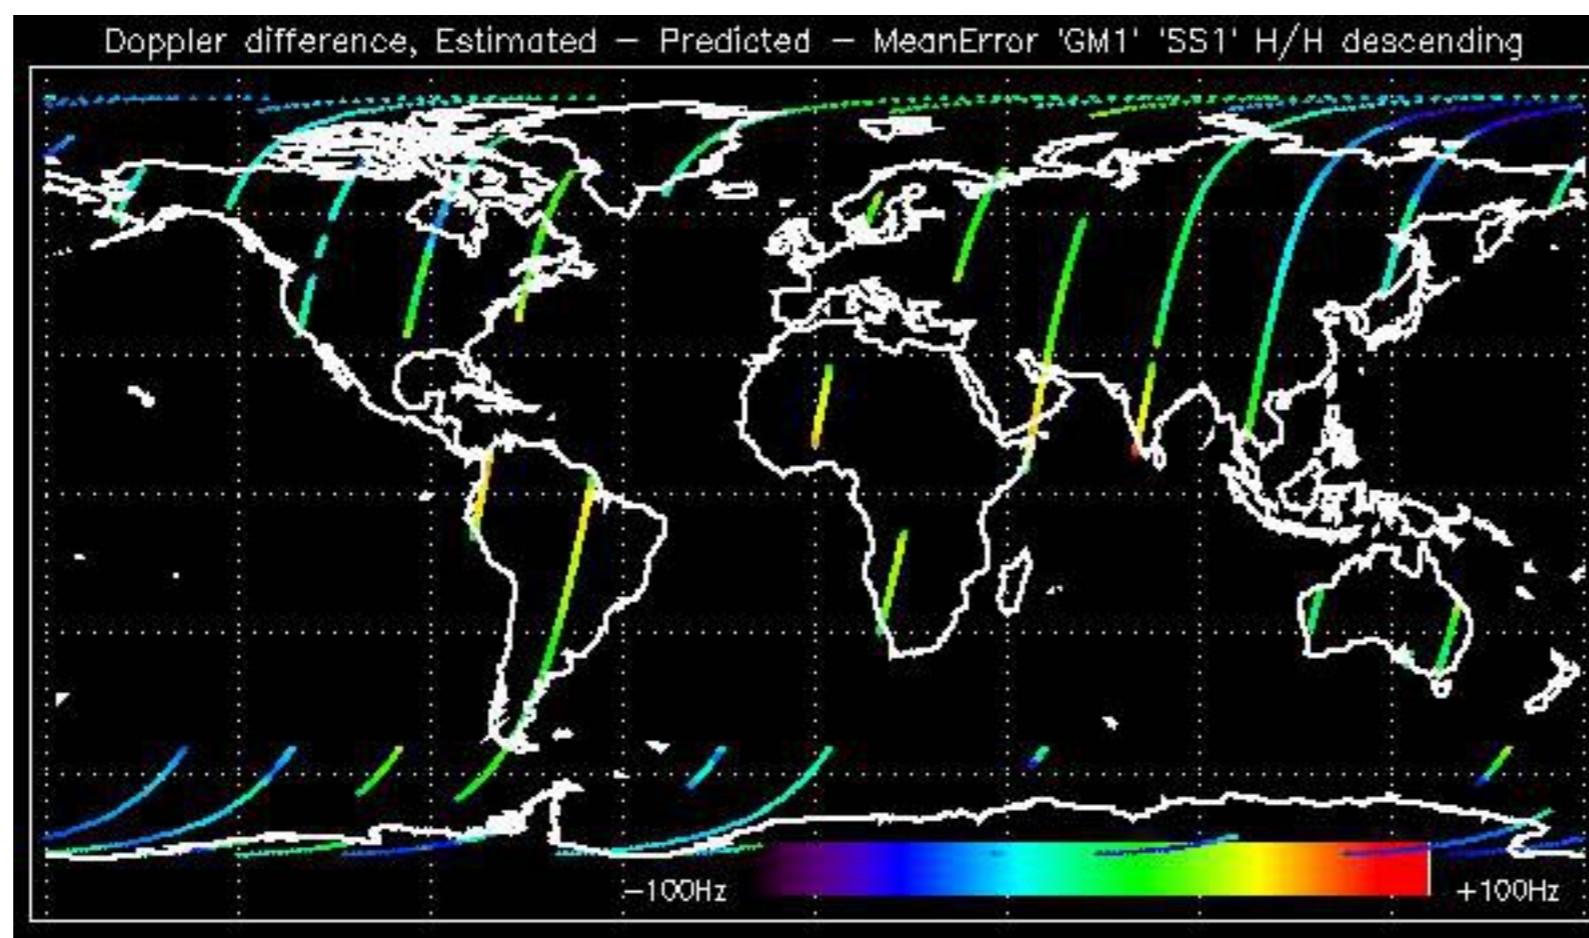 Doppler difference, Estimated – Predicted – MeanError 'GM1' 'SS1' H/H descending
–100Hz
+100Hz